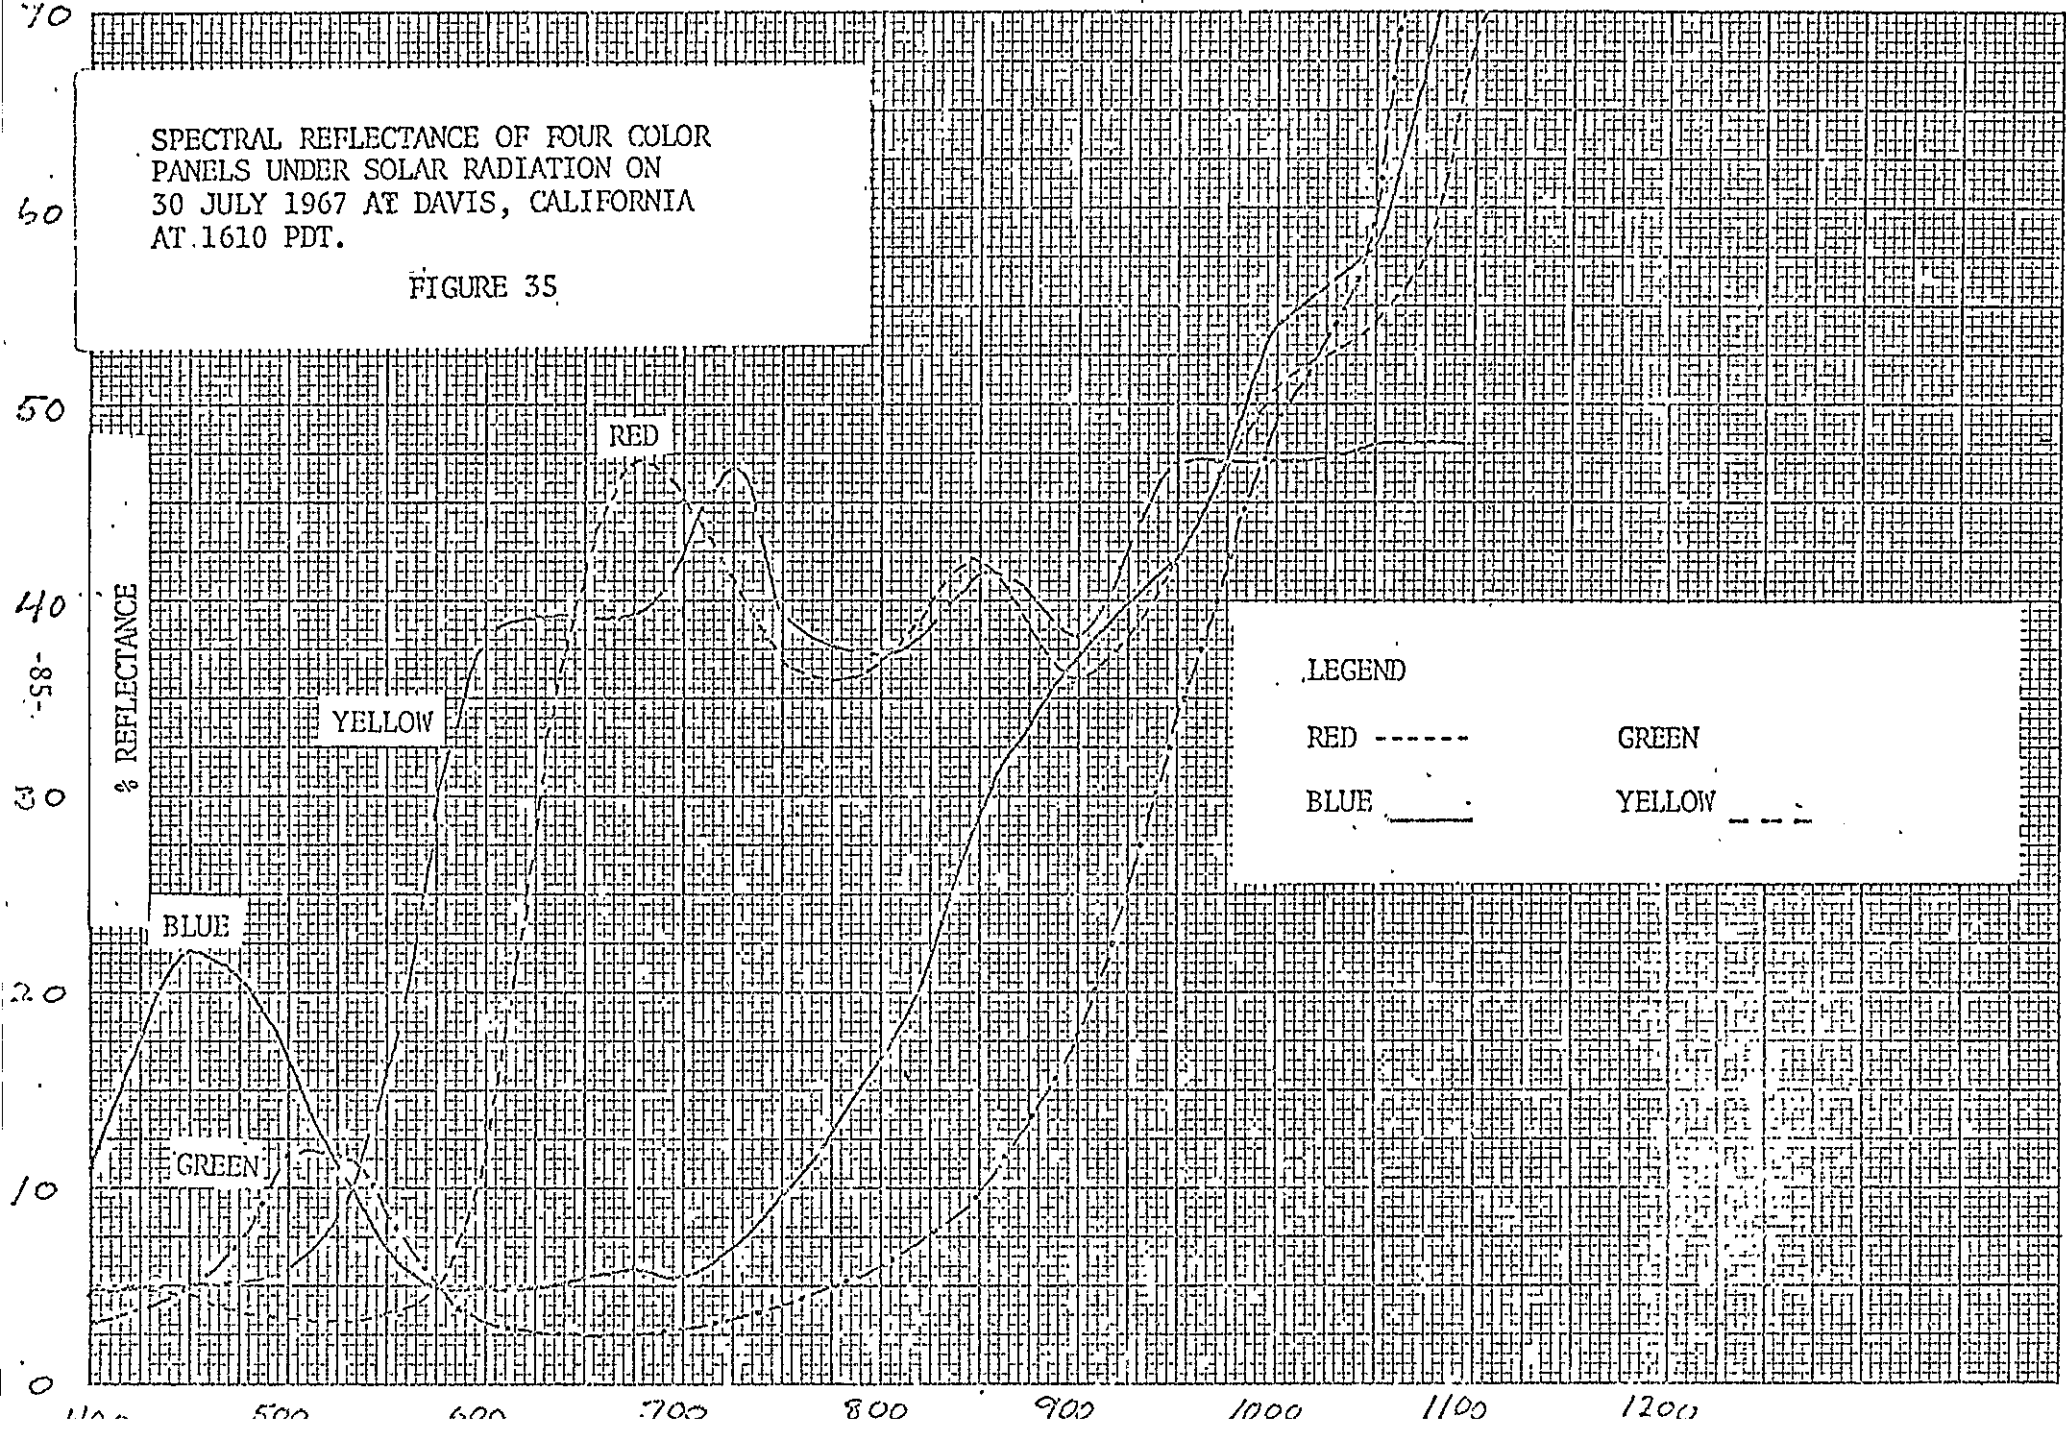 70
SPECTRAL REFLECTANCE OF FOUR COLOR
PANELS UNDER SOLAR RADIATION ON
30 JULY 1967 AT DAVIS, CALIFORNIA
AT 1610 PDT.
FIGURE 35
60
50
40
30
20
10
0
% REFLECTANCE
-85-
RED
YELLOW
BLUE
GREEN
LEGEND
RED ------ GREEN
BLUE ______ YELLOW _ _ _ _
400 500 600 700 800 900 1000 1100 1200